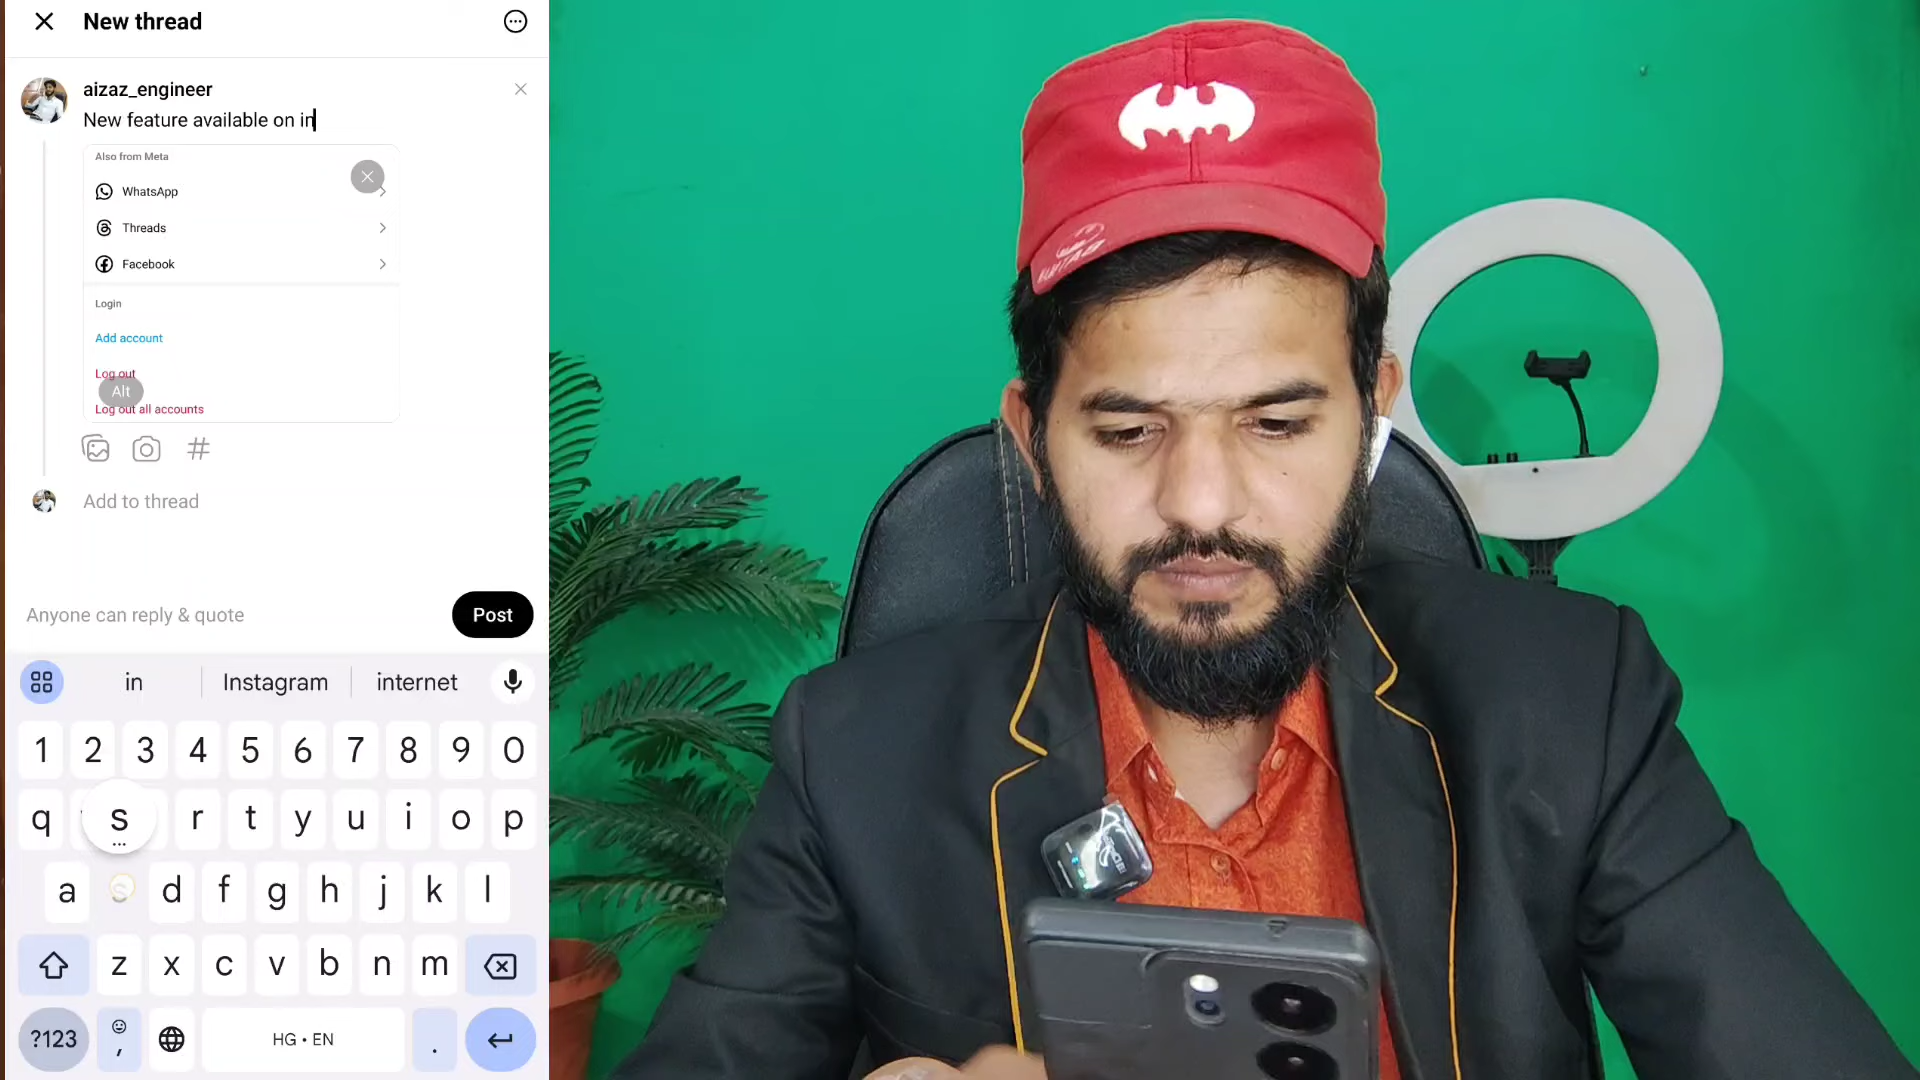 New thread
aizaz_engineer
New feature available on in
Also from Meta
WhatsApp
Threads
Facebook
Login
Add account
Log out
Alt
Log out all accounts
#
Add to thread
Anyone can reply & quote
Post
in Instagram internet
1 2 3 4 5 6 7 8 9 0
q s r t y u i o p
a s d f g h j k l
z x c v b n m
?123 , HG • EN .